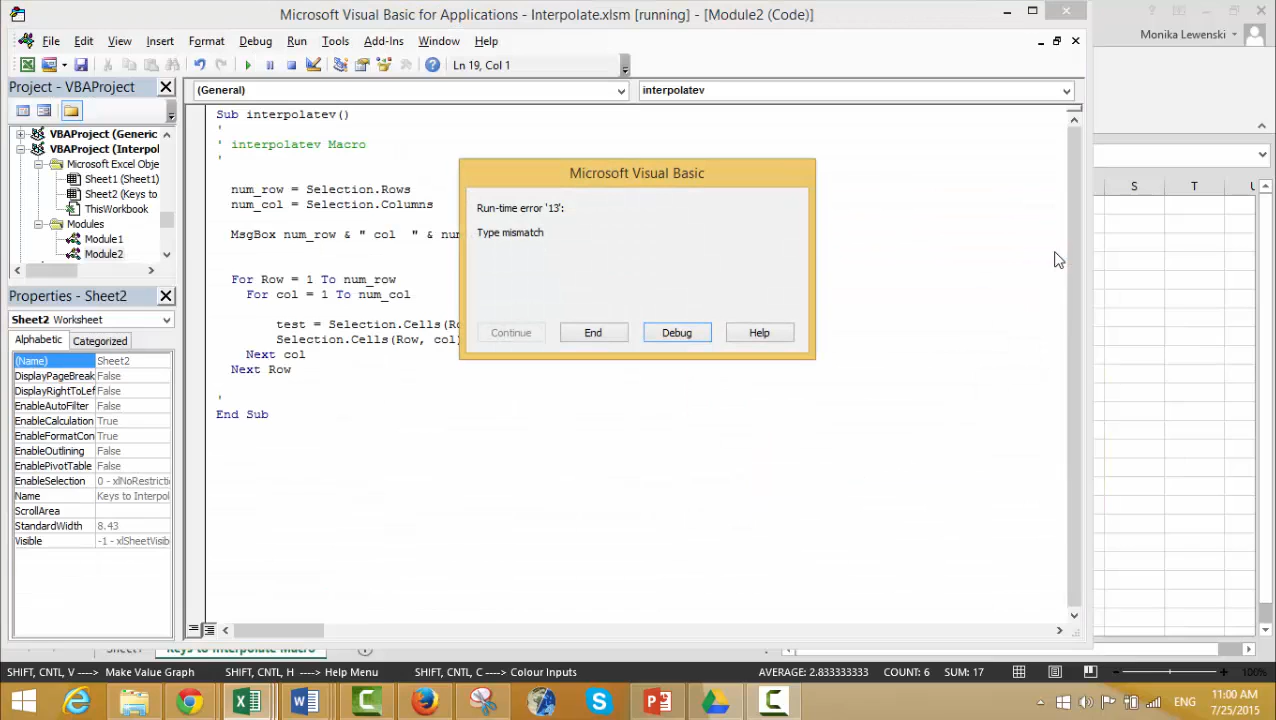 Microsoft Visual Basic for Applications - Interpolate.xlsm [running] - [Module2 (Code)]
Monika Lewenski
File Edit View Insert Format Debug Run Tools Add-Ins Window Help
Ln 19, Col 1
Project - VBAProject
(General)
interpolatev
VBAProject (Generic
VBAProject (Interpol
Microsoft Excel Obje
Sheet1 (Sheet1)
Sheet2 (Keys to
ThisWorkbook
Modules
Module1
Module2
Properties - Sheet2
Sheet2 Worksheet
Alphabetic Categorized
(Name) Sheet2
DisplayPageBreak False
DisplayRightToLef False
EnableAutoFilter False
EnableCalculation True
EnableFormatCon True
EnableOutlining False
EnablePivotTable False
EnableSelection 0 - xlNoRestriction
Name Keys to Interpol
ScrollArea
StandardWidth 8.43
Visible -1 - xlSheetVisib
Sub interpolatev()
'
' interpolatev Macro
'
num_row = Selection.Rows
num_col = Selection.Columns
MsgBox num_row & " col " & num
For Row = 1 To num_row
For col = 1 To num_col
test = Selection.Cells(Ro
Selection.Cells(Row, col)
Next col
Next Row
'
End Sub
Microsoft Visual Basic
Run-time error '13':
Type mismatch
Continue End Debug Help
S T U
Keys to Interpolate Macro
SHIFT, CNTL, V ----> Make Value Graph SHIFT, CNTL, H ----> Help Menu SHIFT, CNTL, C ----> Colour Inputs AVERAGE: 2.833333333 COUNT: 6 SUM: 17 100%
ENG
11:00 AM
7/25/2015